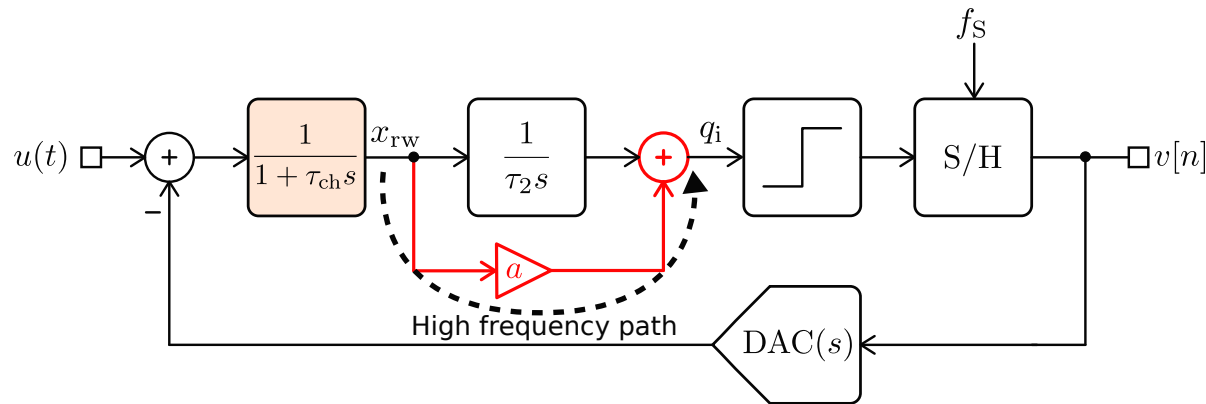 f_S
u(t)
+
1
1 + τ_ch s
x_rw
1
τ_2 s
+
q_i
S/H
v[n]
−
a
High frequency path
DAC(s)